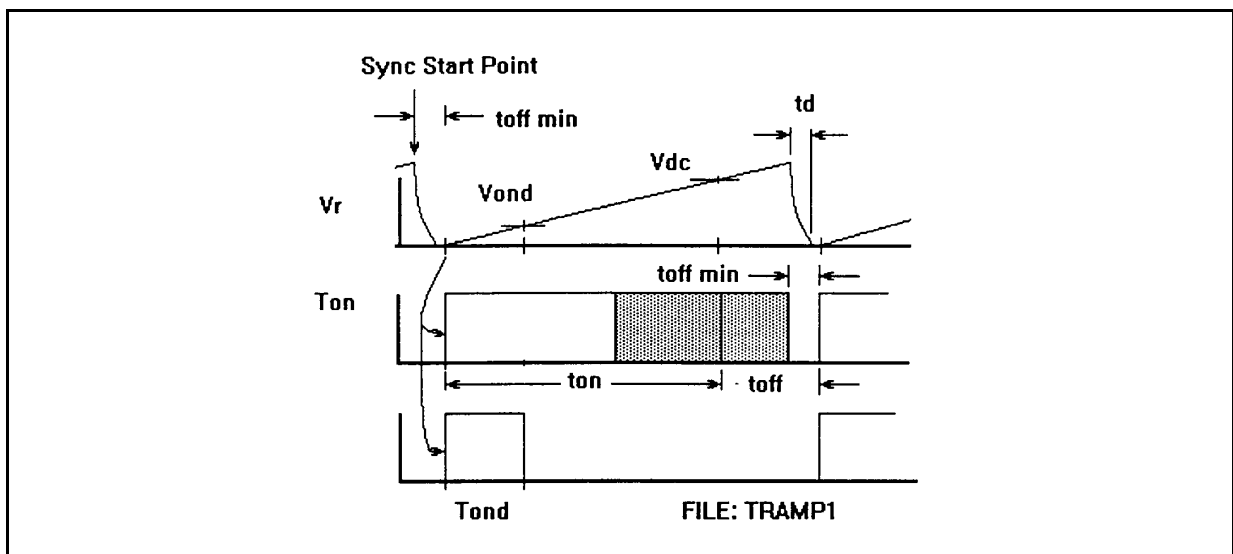 Sync Start Point
td
toff min
Vdc
Vond
Vr
toff min
Ton
ton
toff
Tond
FILE: TRAMP1